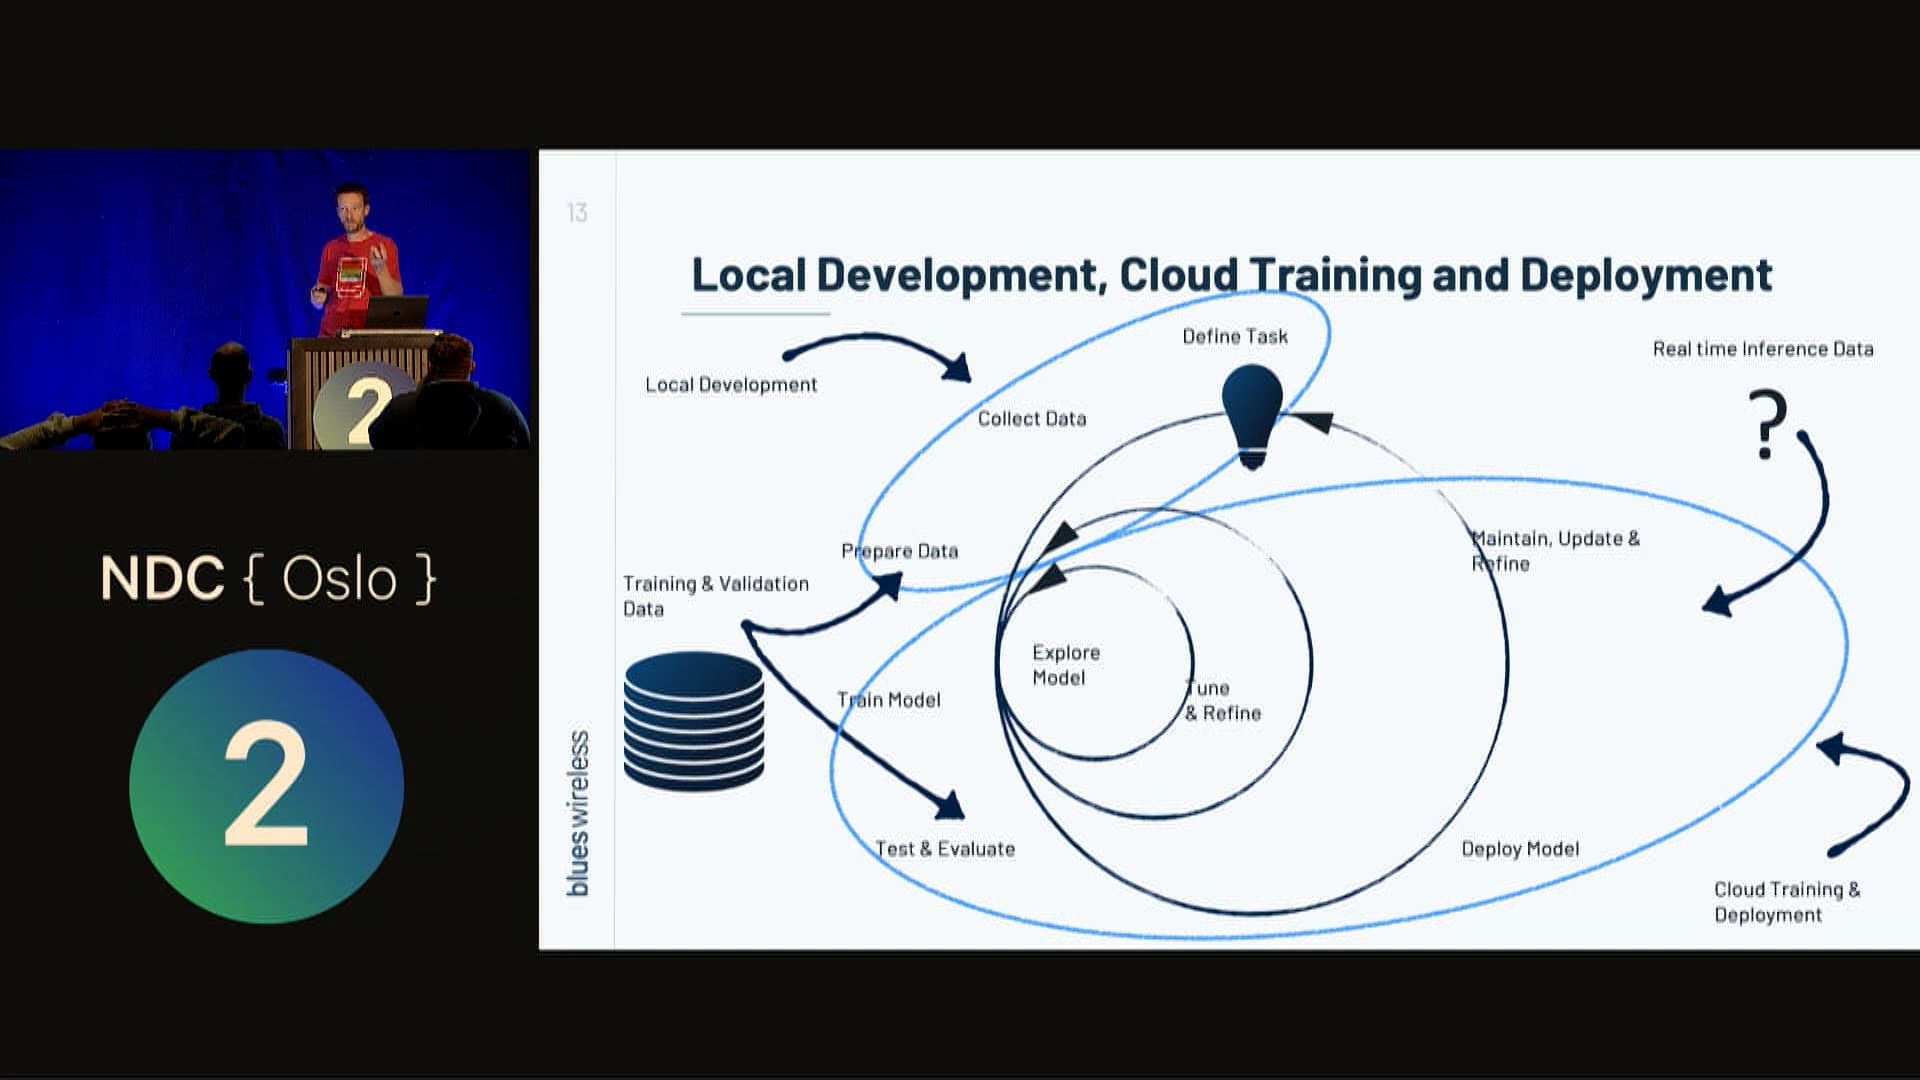 13
Local Development, Cloud Training and Deployment
Define Task
Real time Inference Data
Local Development
?
Collect Data
Maintain, Update &
Refine
Prepare Data
Training & Validation
Data
Explore
Model
Tune
& Refine
Train Model
Test & Evaluate
Deploy Model
Cloud Training &
Deployment
blues wireless
2
NDC { Oslo }
2